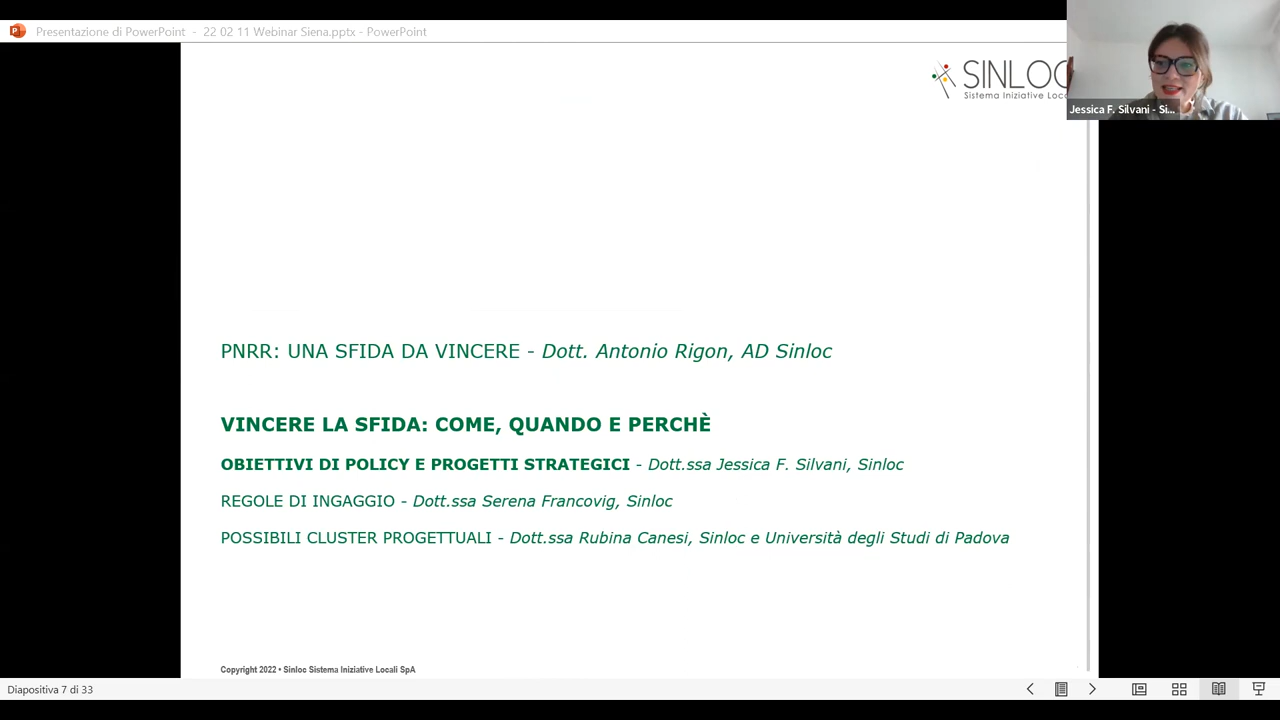 Presentazione di PowerPoint - 22 02 11 Webinar Siena.pptx - PowerPoint
SINLOC
Sistema Iniziative Loca
Jessica F. Silvani - Si...
PNRR: UNA SFIDA DA VINCERE - Dott. Antonio Rigon, AD Sinloc
VINCERE LA SFIDA: COME, QUANDO E PERCHÈ
OBIETTIVI DI POLICY E PROGETTI STRATEGICI - Dott.ssa Jessica F. Silvani, Sinloc
REGOLE DI INGAGGIO - Dott.ssa Serena Francovig, Sinloc
POSSIBILI CLUSTER PROGETTUALI - Dott.ssa Rubina Canesi, Sinloc e Università degli Studi di Padova
Copyright 2022 • Sinloc Sistema Iniziative Locali SpA
Diapositiva 7 di 33